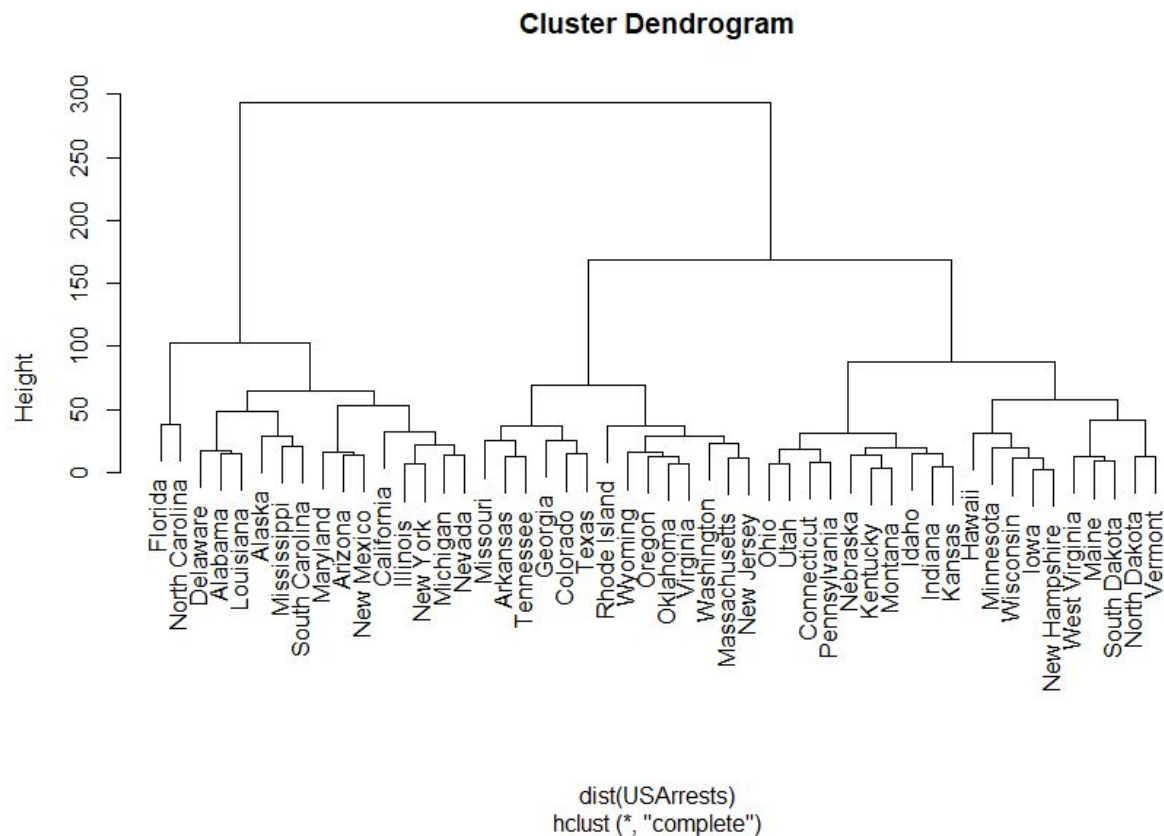 Cluster Dendrogram
Height
300
250
200
150
100
50
0
Florida
North Carolina
Delaware
Alabama
Louisiana
Alaska
Mississippi
South Carolina
Maryland
Arizona
New Mexico
California
Illinois
New York
Michigan
Nevada
Missouri
Arkansas
Tennessee
Georgia
Colorado
Texas
Rhode Island
Wyoming
Oregon
Oklahoma
Virginia
Washington
Massachusetts
New Jersey
Ohio
Utah
Connecticut
Pennsylvania
Nebraska
Kentucky
Montana
Idaho
Indiana
Kansas
Hawaii
Minnesota
Wisconsin
Iowa
New Hampshire
West Virginia
Maine
South Dakota
North Dakota
Vermont
dist(USArrests)
hclust (*, "complete")